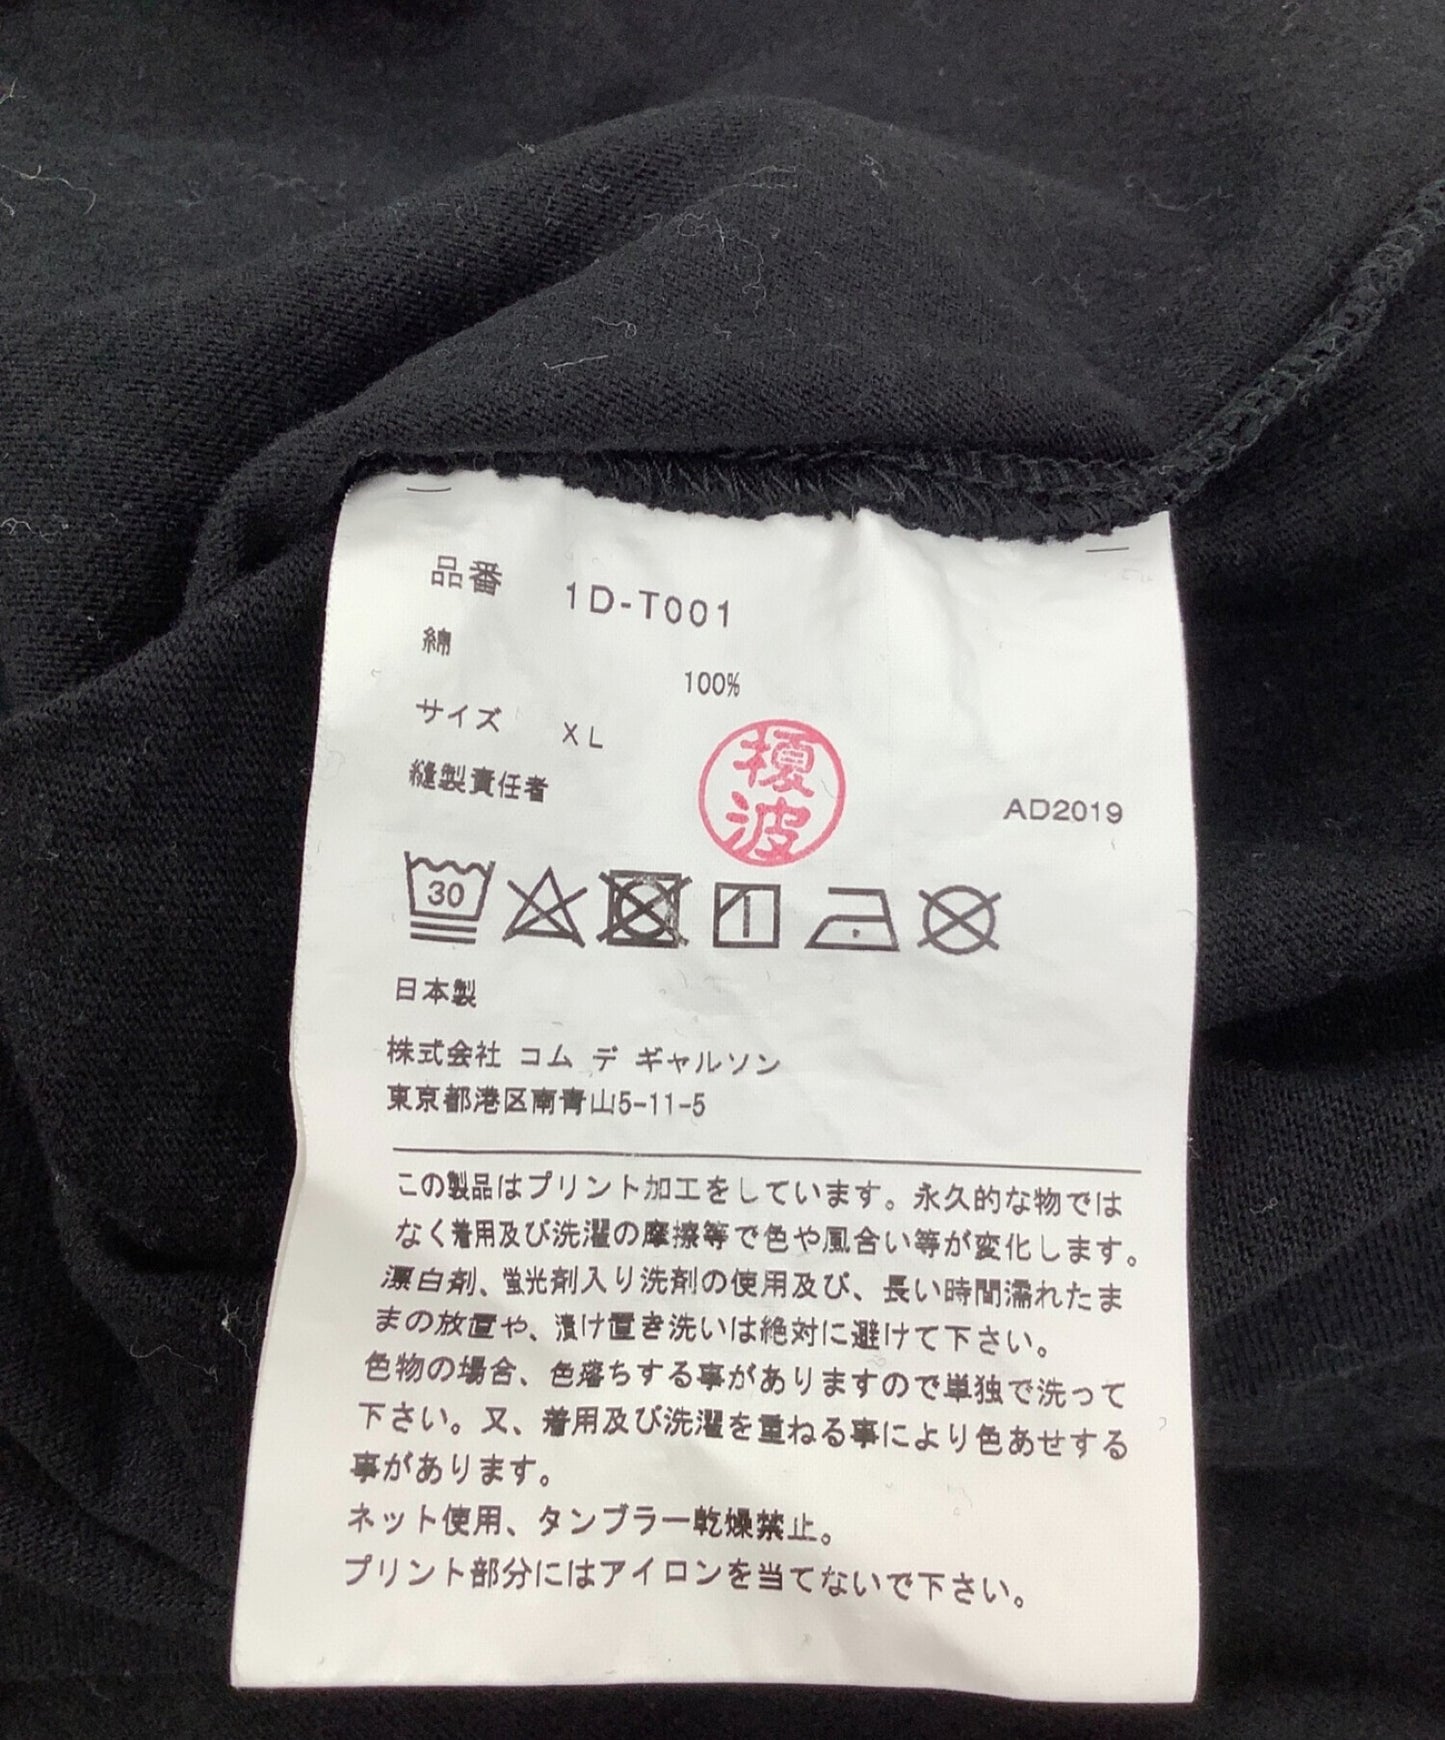 品番 1D-T001
綿 100%
サイズ XL
縫製責任者 榎波
AD2019
30
日本製
株式会社 コム デ ギャルソン
東京都港区南青山5-11-5
この製品はプリント加工をしています。永久的な物では
なく着用及び洗濯の摩擦等で色や風合い等が変化します。
漂白剤、蛍光剤入り洗剤の使用及び、長い時間濡れたま
まの放置や、漬け置き洗いは絶対に避けて下さい。
色物の場合、色落ちする事がありますので単独で洗って
下さい。又、着用及び洗濯を重ねる事により色あせする
事があります。
ネット使用、タンブラー乾燥禁止。
プリント部分にはアイロンを当てないで下さい。